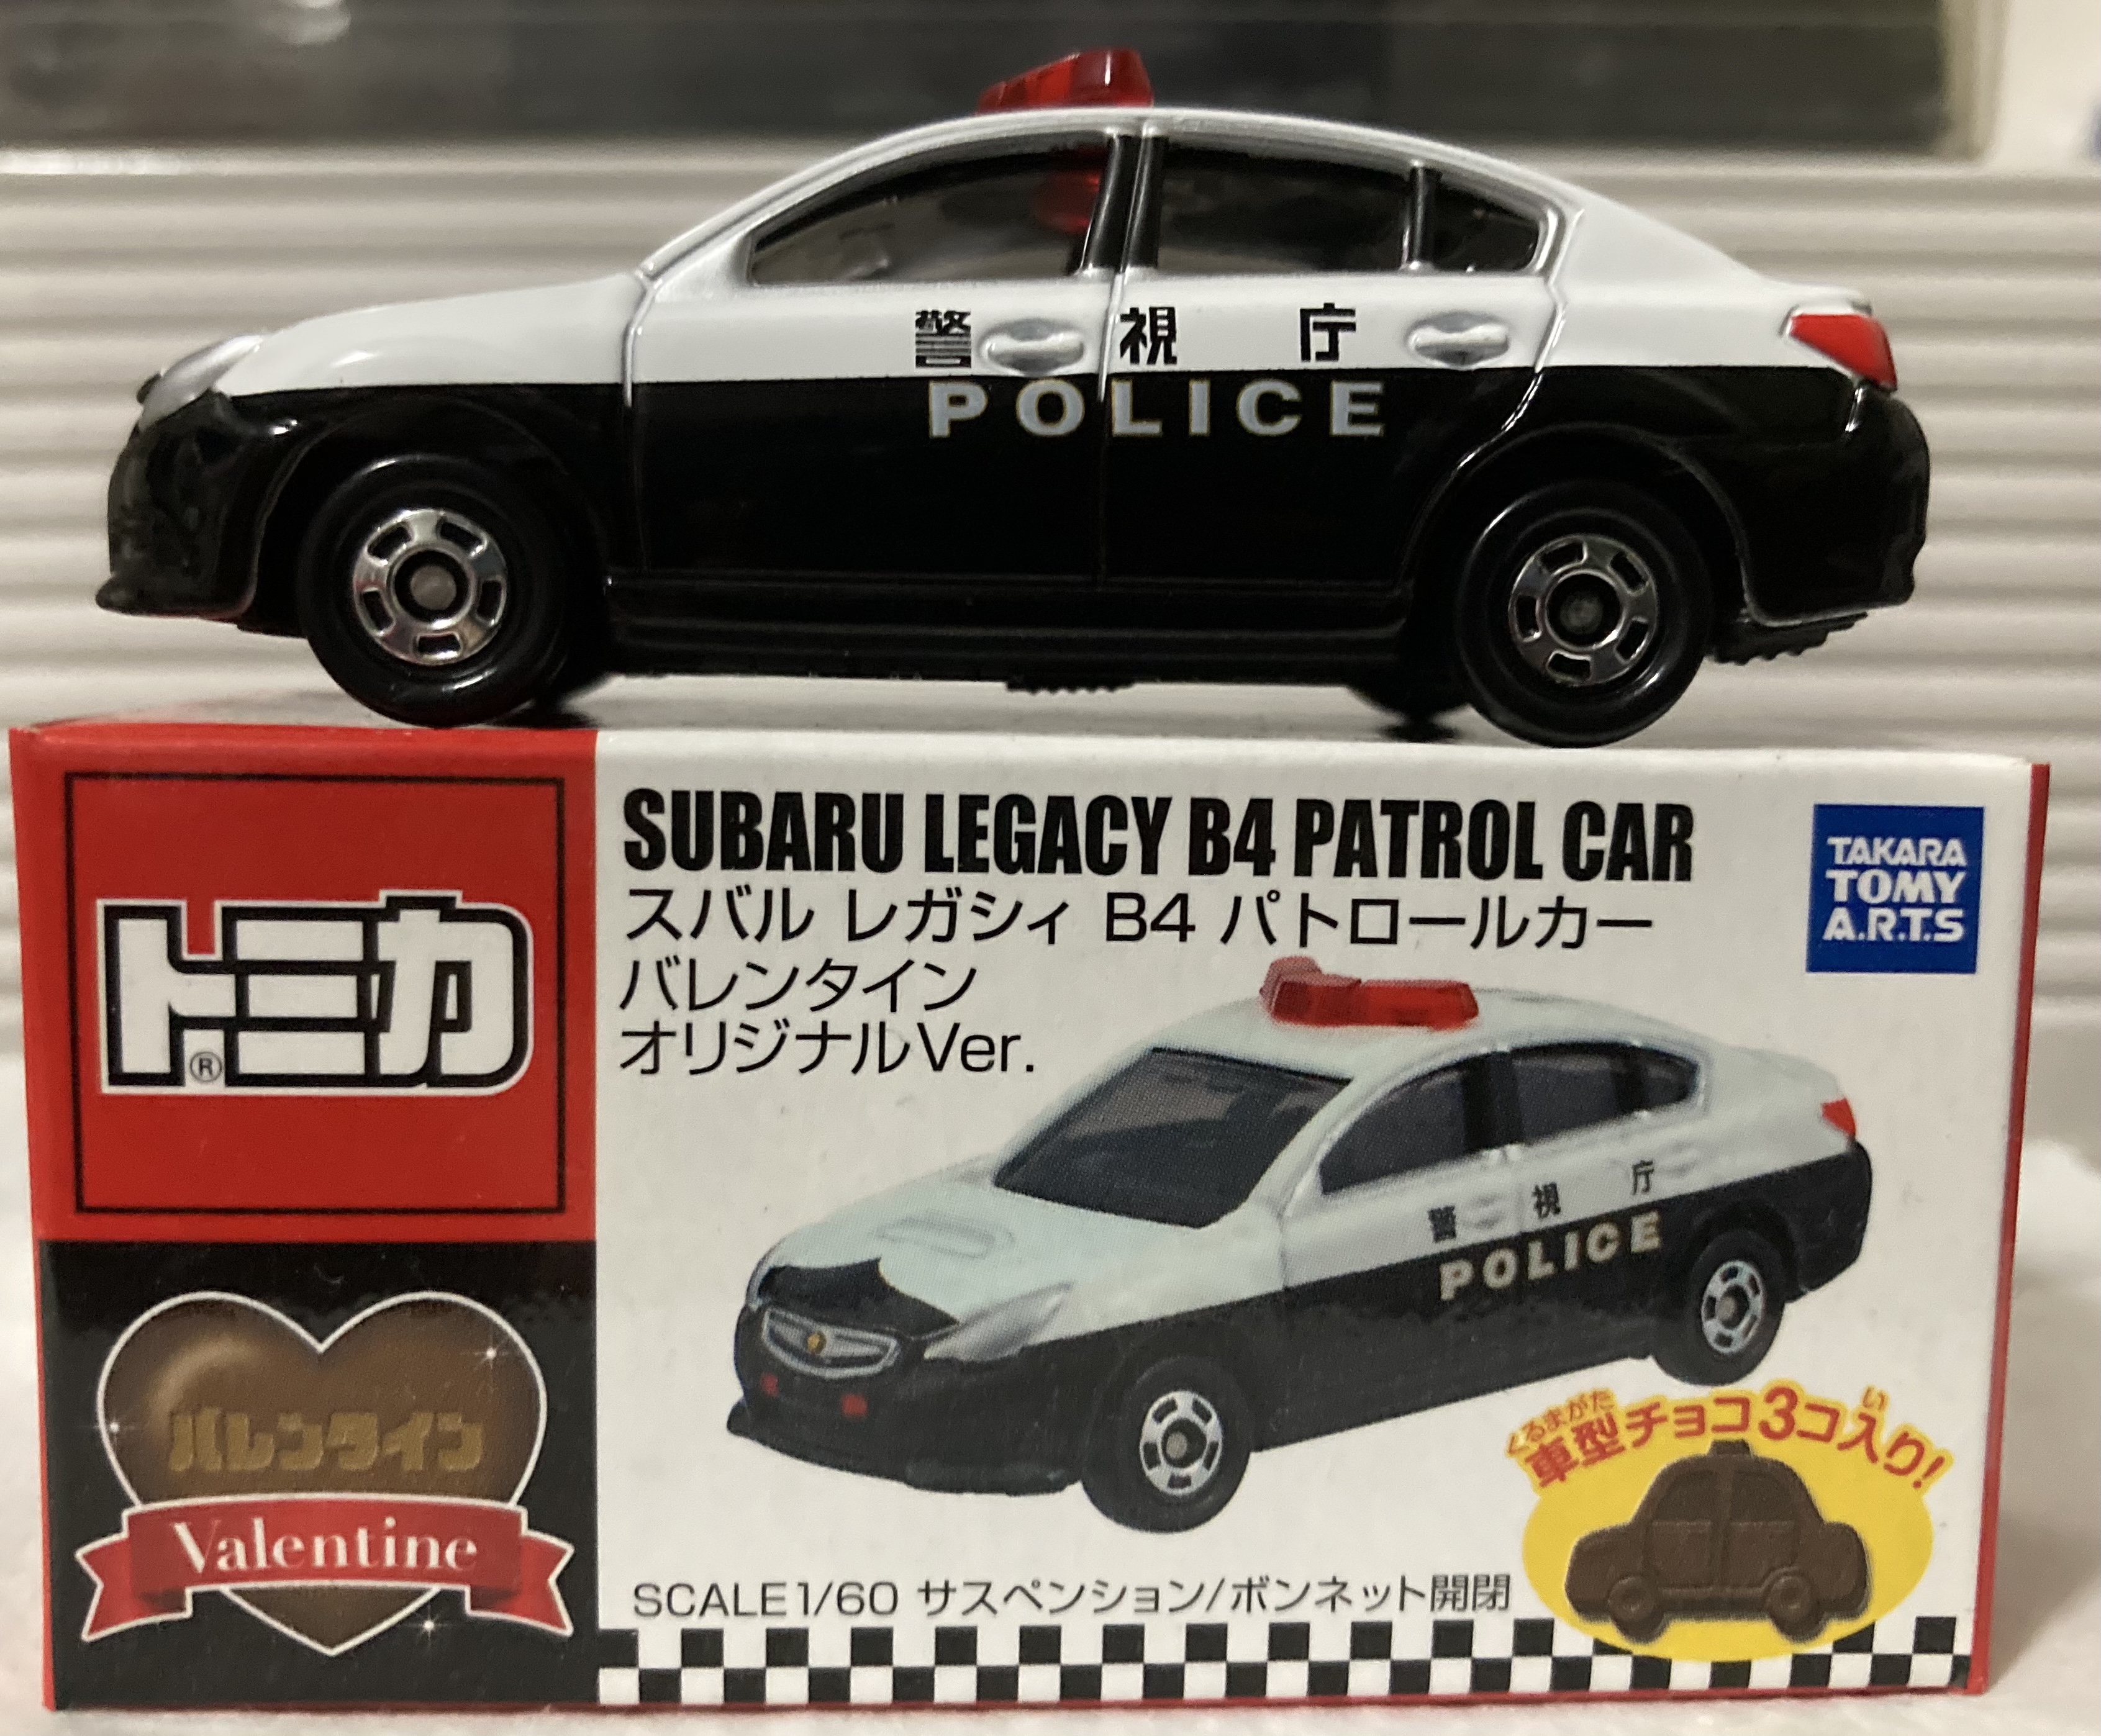 警視庁
POLICE
トミカ
®
SUBARU LEGACY B4 PATROL CAR
スバル レガシィ B4 パトロールカー
バレンタイン
オリジナルVer.
TAKARA
TOMY
A.R.T.S
警視庁
POLICE
バレンタイン
Valentine
くるまがた い
車型チョコ3コ入り!
SCALE1/60 サスペンション/ボンネット開閉